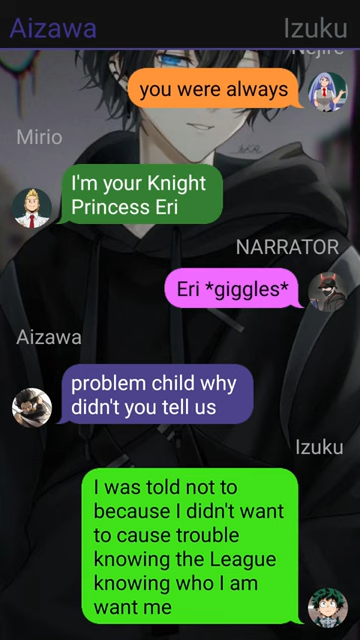 Aizawa
Izuku
Nejire
you were always
Mirio
I'm your Knight
Princess Eri
NARRATOR
Eri *giggles*
Aizawa
problem child why
didn't you tell us
Izuku
I was told not to
because I didn't want
to cause trouble
knowing the League
knowing who I am
want me